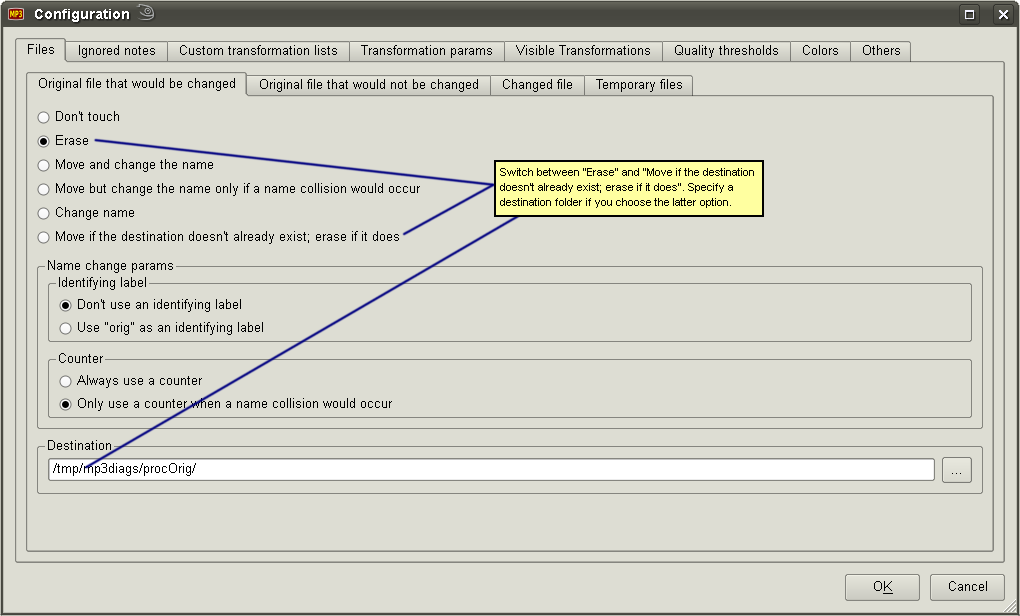 MP3 Configuration
Files Ignored notes Custom transformation lists Transformation params Visible Transformations Quality thresholds Colors Others
Original file that would be changed Original file that would not be changed Changed file Temporary files
Don't touch
Erase
Move and change the name
Move but change the name only if a name collision would occur
Change name
Move if the destination doesn't already exist; erase if it does
Switch between "Erase" and "Move if the destination
doesn't already exist; erase if it does". Specify a
destination folder if you choose the latter option.
Name change params
Identifying label
Don't use an identifying label
Use "orig" as an identifying label
Counter
Always use a counter
Only use a counter when a name collision would occur
Destination
/tmp/mp3diags/procOrig/ ...
OK Cancel